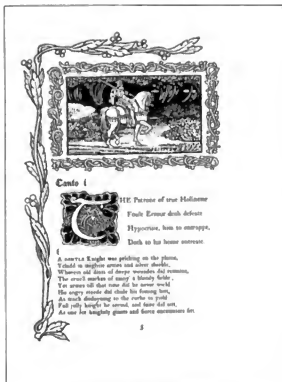 Canto I
THE Patrone of true Holinesse
Foule Errour doth defeate
Hypocrisie, him to entrappe,
Doth to his home entreate.
I
A GENTLE Knight was pricking on the plaine,
Ycladd in mightie armes and silver shielde,
Wherein old dints of deepe woundes did remaine,
The cruell markes of many' a bloody fielde;
Yet armes till that time did he never wield
His angry steede did chide his foming bitt,
As much disdayning to the curbe to yield
Full jolly knight he seemd, and faire did sitt,
As one for knightly giusts and fierce encounters fitt.
5